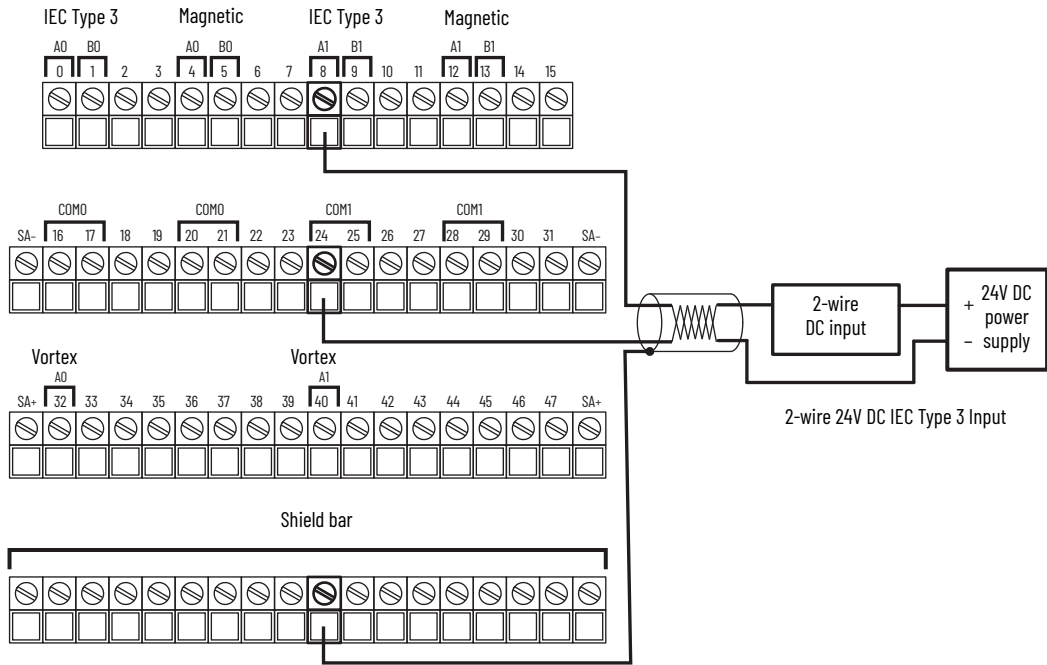 IEC Type 3 Magnetic IEC Type 3 Magnetic
A0 B0 A0 B0 A1 B1 A1 B1
0 1 2 3 4 5 6 7 8 9 10 11 12 13 14 15
COM0 COM0 COM1 COM1
SA- 16 17 18 19 20 21 22 23 24 25 26 27 28 29 30 31 SA-
2-wire
DC input
+ 24V DC
power
– supply
Vortex Vortex
A0 A1
SA+ 32 33 34 35 36 37 38 39 40 41 42 43 44 45 46 47 SA+
2-wire 24V DC IEC Type 3 Input
Shield bar